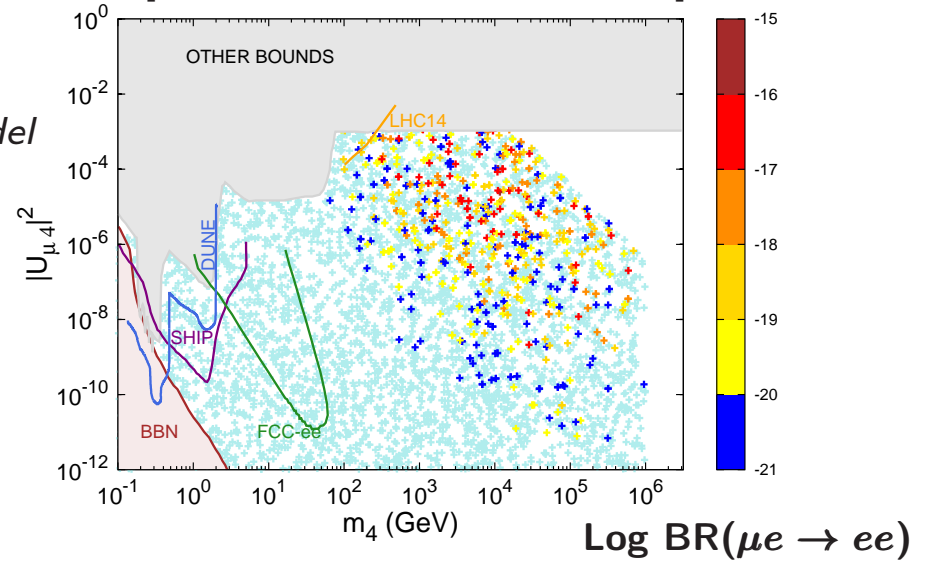 10^0
10^-2
10^-4
10^-6
10^-8
10^-10
10^-12
|U_μ4|^2
del
OTHER BOUNDS
LHC14
DUNE
SHIP
BBN
FCC-ee
10^-1 10^0 10^1 10^2 10^3 10^4 10^5 10^6
m_4 (GeV)
-15
-16
-17
-18
-19
-20
-21
Log BR(μe → ee)